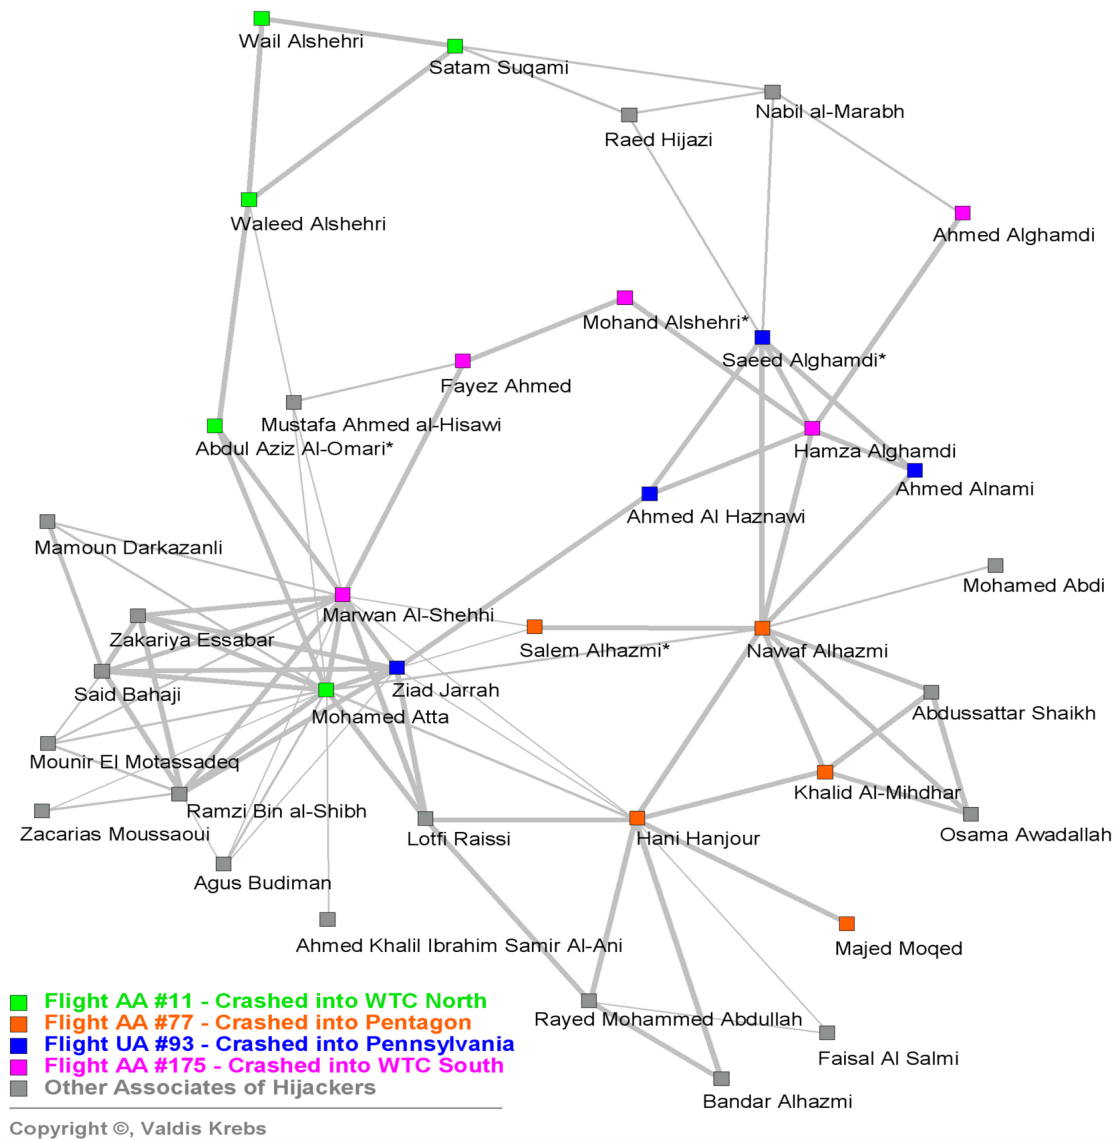 Wail Alshehri
Satam Suqami
Nabil al-Marabh
Raed Hijazi
Waleed Alshehri
Ahmed Alghamdi
Mohand Alshehri*
Saeed Alghamdi*
Fayez Ahmed
Mustafa Ahmed al-Hisawi
Abdul Aziz Al-Omari*
Hamza Alghamdi
Ahmed Alnami
Ahmed Al Haznawi
Mamoun Darkazanli
Mohamed Abdi
Marwan Al-Shehhi
Zakariya Essabar
Salem Alhazmi*
Nawaf Alhazmi
Said Bahaji
Ziad Jarrah
Mohamed Atta
Abdussattar Shaikh
Mounir El Motassadeq
Khalid Al-Mihdhar
Ramzi Bin al-Shibh
Zacarias Moussaoui
Lotfi Raissi
Hani Hanjour
Osama Awadallah
Agus Budiman
Ahmed Khalil Ibrahim Samir Al-Ani
Majed Moqed
Rayed Mohammed Abdullah
Faisal Al Salmi
Bandar Alhazmi
Flight AA #11 - Crashed into WTC North
Flight AA #77 - Crashed into Pentagon
Flight UA #93 - Crashed into Pennsylvania
Flight AA #175 - Crashed into WTC South
Other Associates of Hijackers
Copyright ©, Valdis Krebs